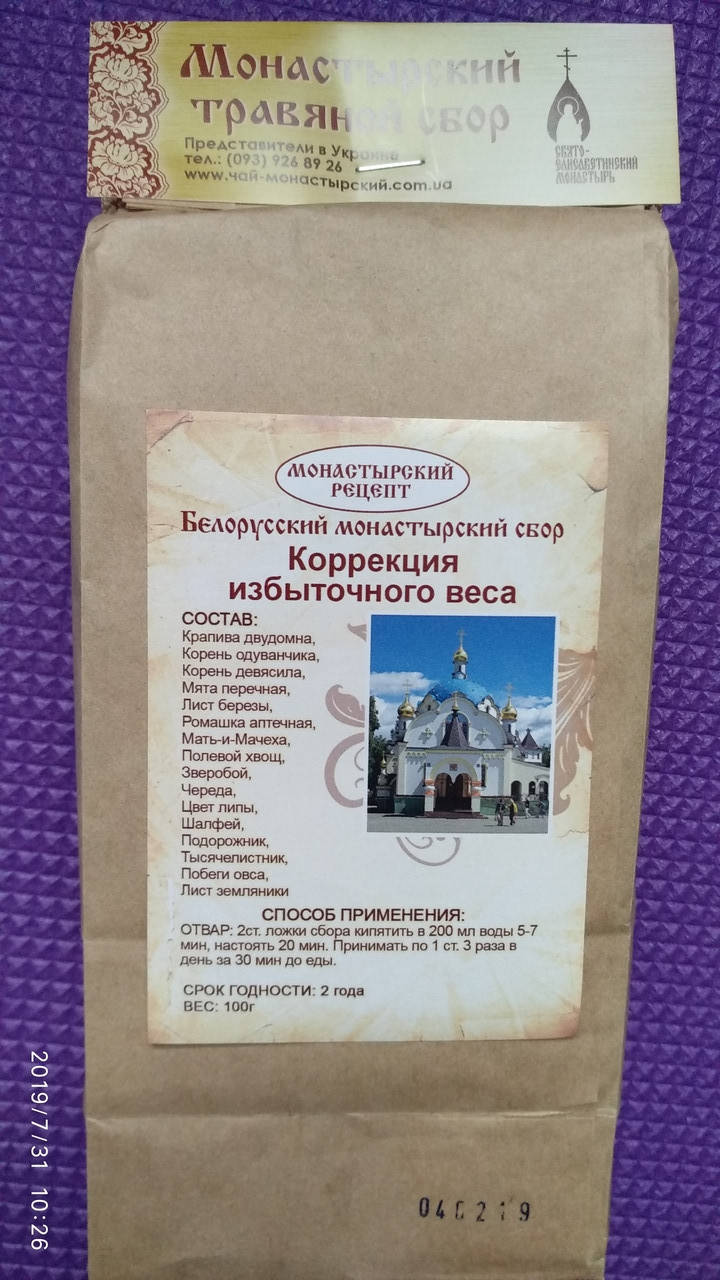 Монастырский
травяной сбор
Представители в Украине
тел.: (093) 926 89 26
www.чай-монастырский.com.ua
СВЯТО-
ЕЛИСАВЕТИНСКИЙ
МОНАСТЫРЬ
МОНАСТЫРСКИЙ
РЕЦЕПТ
Белорусский монастырский сбор
Коррекция
избыточного веса
СОСТАВ:
Крапива двудомна,
Корень одуванчика,
Корень девясила,
Мята перечная,
Лист березы,
Ромашка аптечная,
Мать-и-Мачеха,
Полевой хвощ,
Зверобой,
Череда,
Цвет липы,
Шалфей,
Подорожник,
Тысячелистник,
Побеги овса,
Лист земляники
СПОСОБ ПРИМЕНЕНИЯ:
ОТВАР: 2ст. ложки сбора кипятить в 200 мл воды 5-7
мин, настоять 20 мин. Принимать по 1 ст. 3 раза в
день за 30 мин до еды.
СРОК ГОДНОСТИ: 2 года
ВЕС: 100г
040219
2019/7/31 10:26